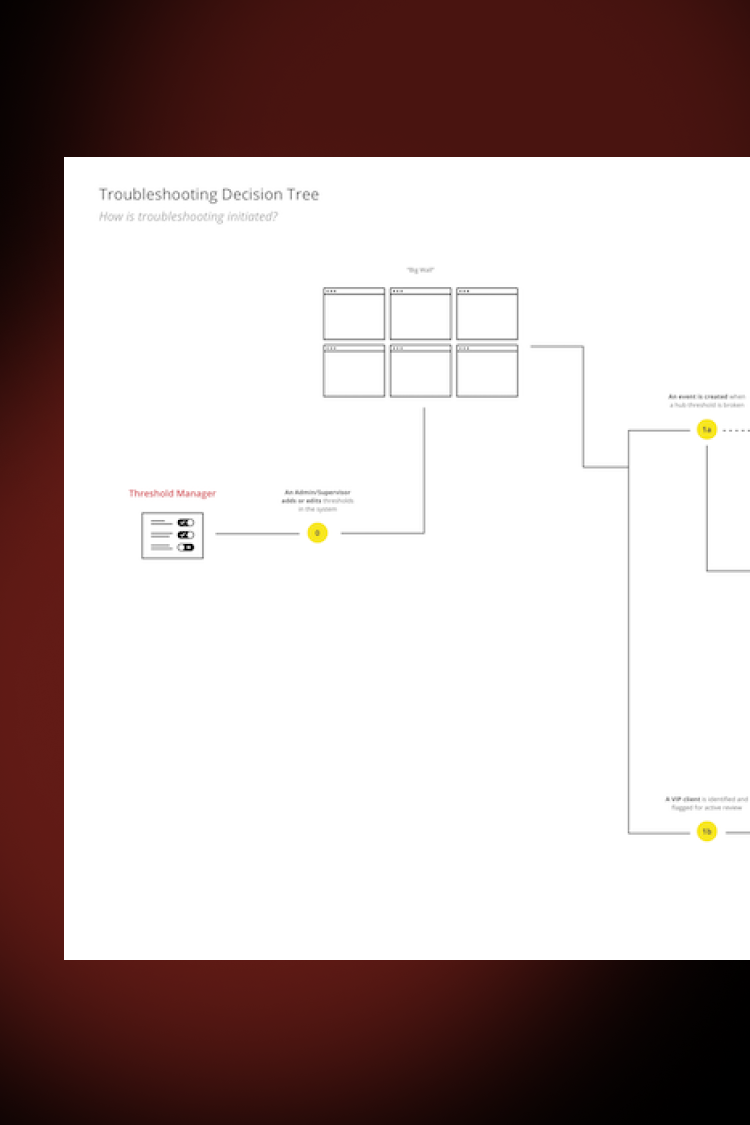 Troubleshooting Decision Tree
How is troubleshooting initiated?
"Big Wall"
An event is created when
a hub threshold is broken
1a
Threshold Manager
An Admin/Supervisor
adds or edits thresholds
in the system
0
A VIP client is identified and
flagged for active review
1b